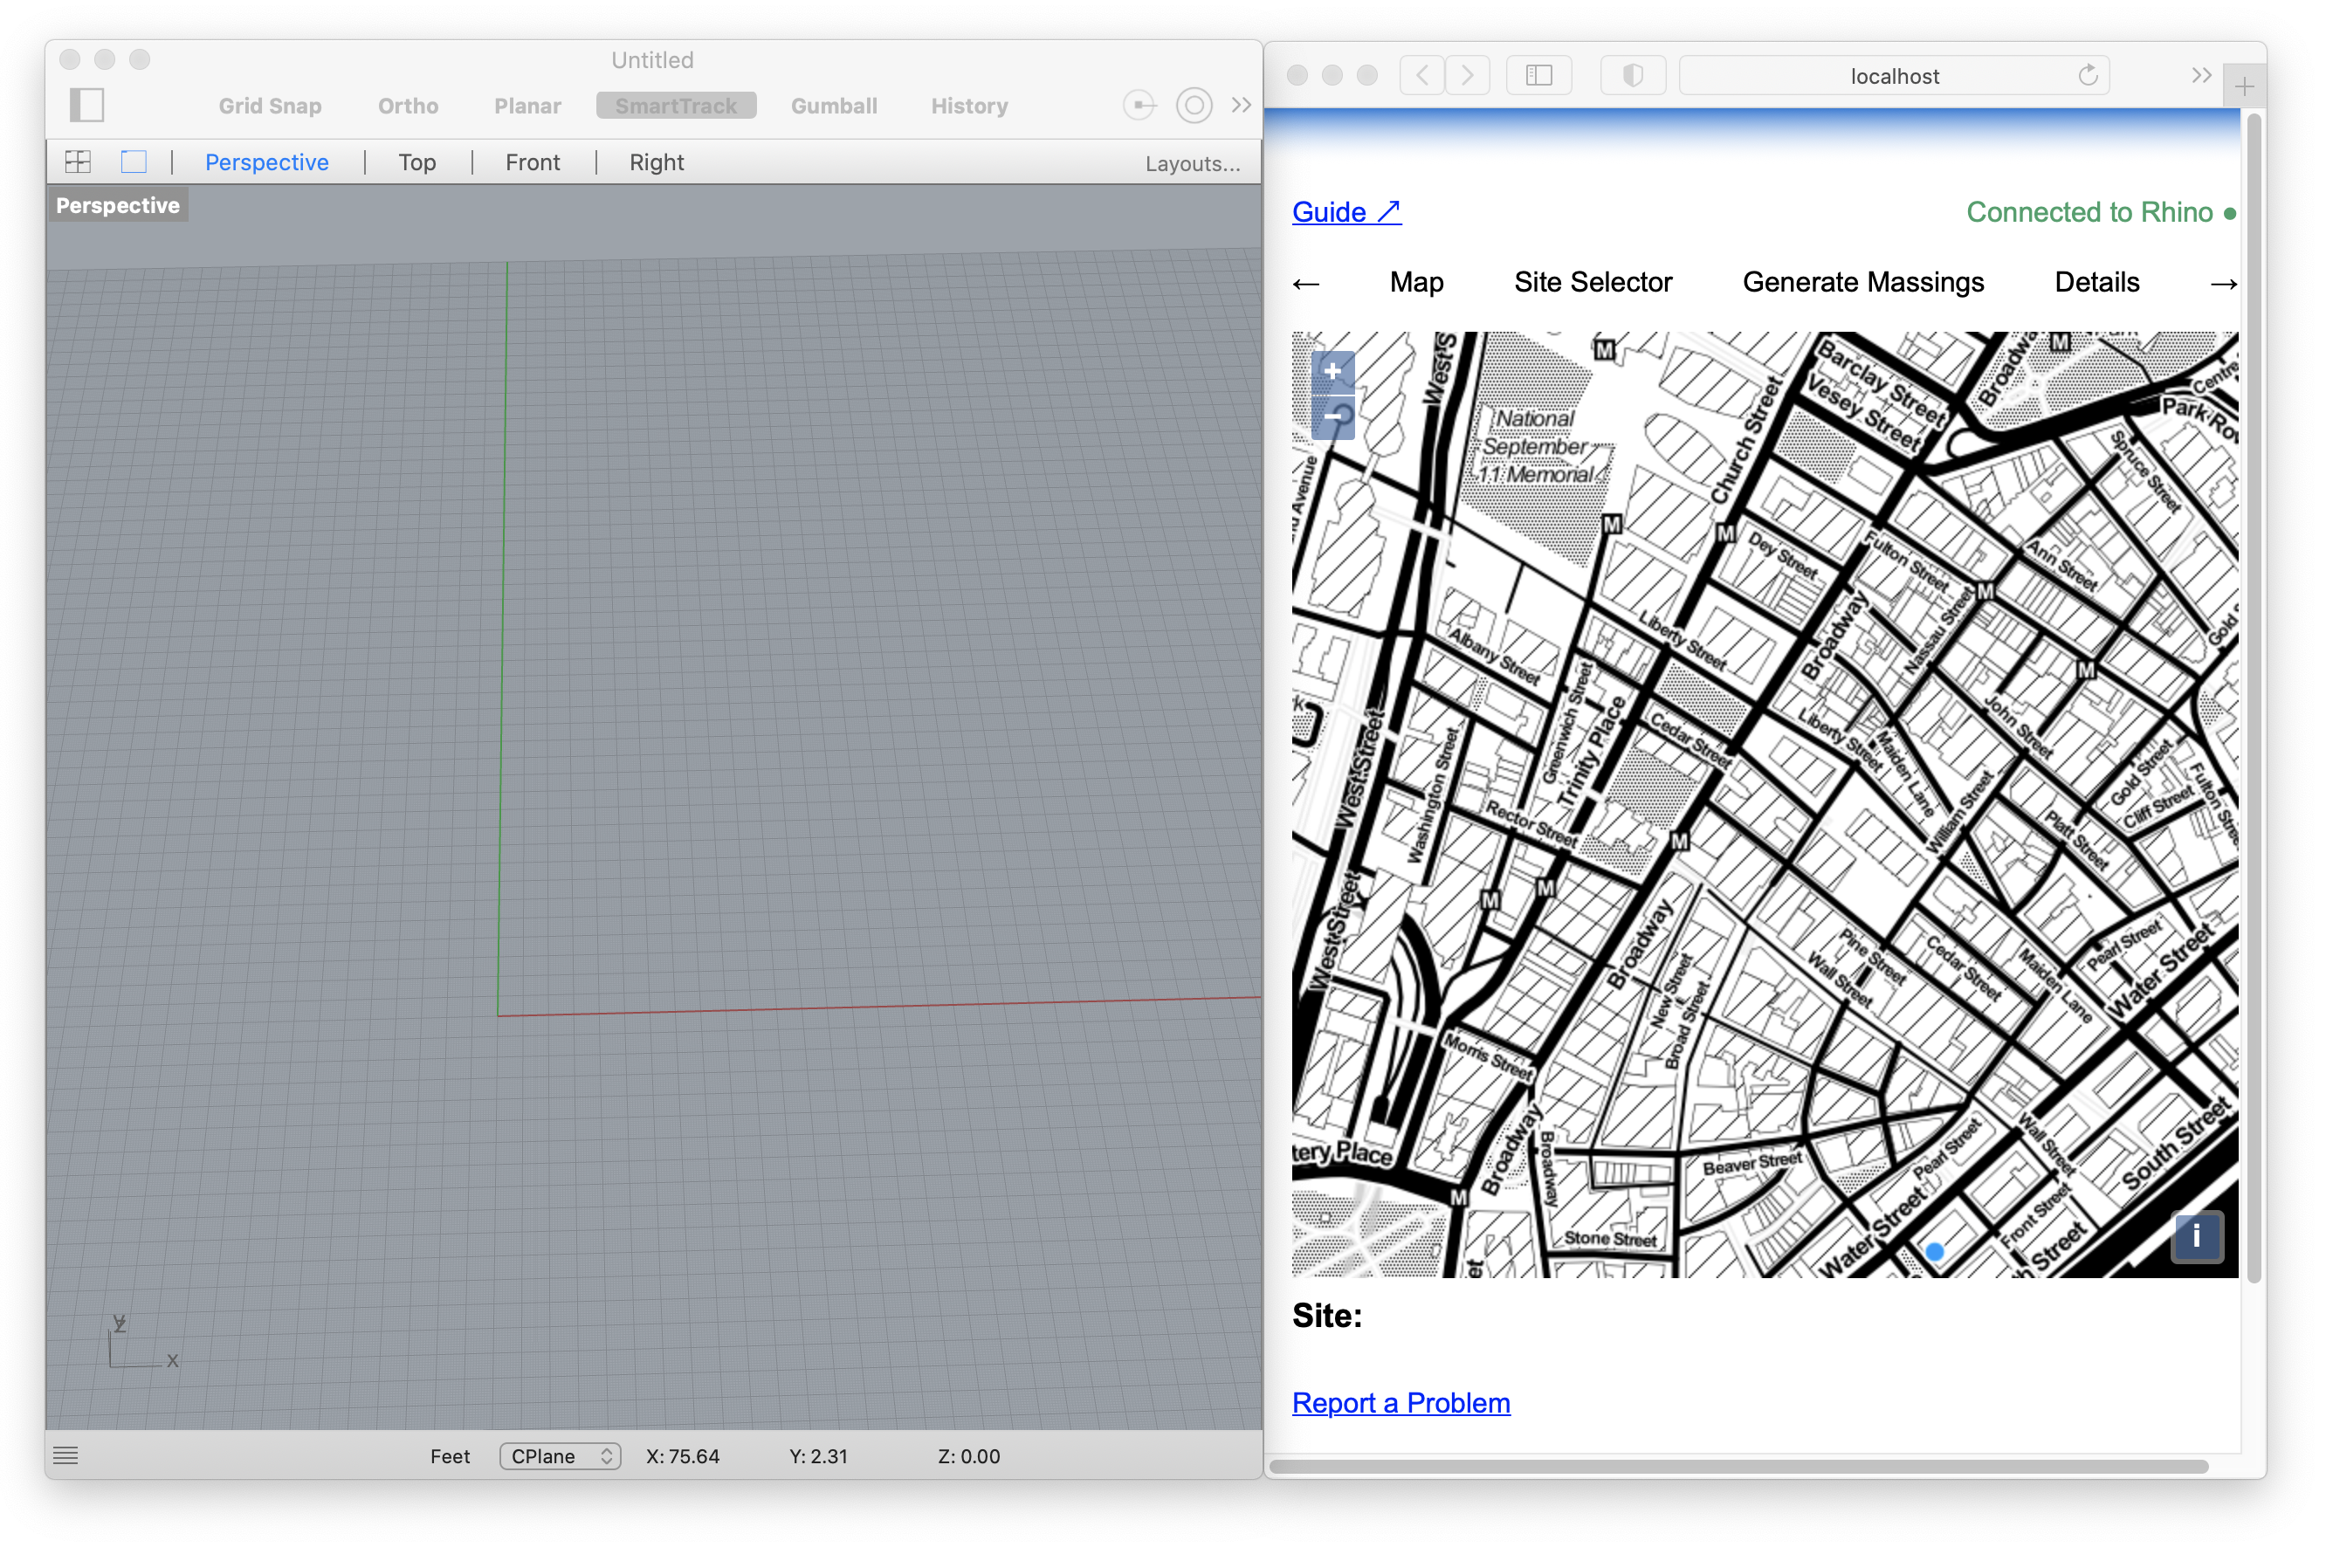 Untitled
Grid Snap Ortho Planar SmartTrack Gumball History
Perspective Top Front Right Layouts...
Perspective
y
x
Feet CPlane X: 75.64 Y: 2.31 Z: 0.00
localhost
Guide ↗ Connected to Rhino
← Map Site Selector Generate Massings Details →
+
−
National
September
11 Memorial
Church Street
Barclay Street
Vesey Street
Park Row
Spruce Street
Dey Street
Fulton Street
Ann Street
Broadway
Nassau Street
Liberty Street
Albany Street
Greenwich Street
Trinity Place
Cedar Street
Liberty Street
Maiden Lane
John Street
Gold Street
Cliff Street
William Street
Platt Street
West Street
Washington Street
Rector Street
West Street
Broadway
New Street
Broad Street
Wall Street
Pine Street
Cedar Street
Maiden Lane
Pearl Street
Water Street
Morris Street
Broadway
Broadway
tery Place
Beaver Street
Pearl Street
Wall Street
South Street
Stone Street
Water Street
Front Street
th Street
M
M
M
M
M
M
M
M
M
M
i
Site:
Report a Problem